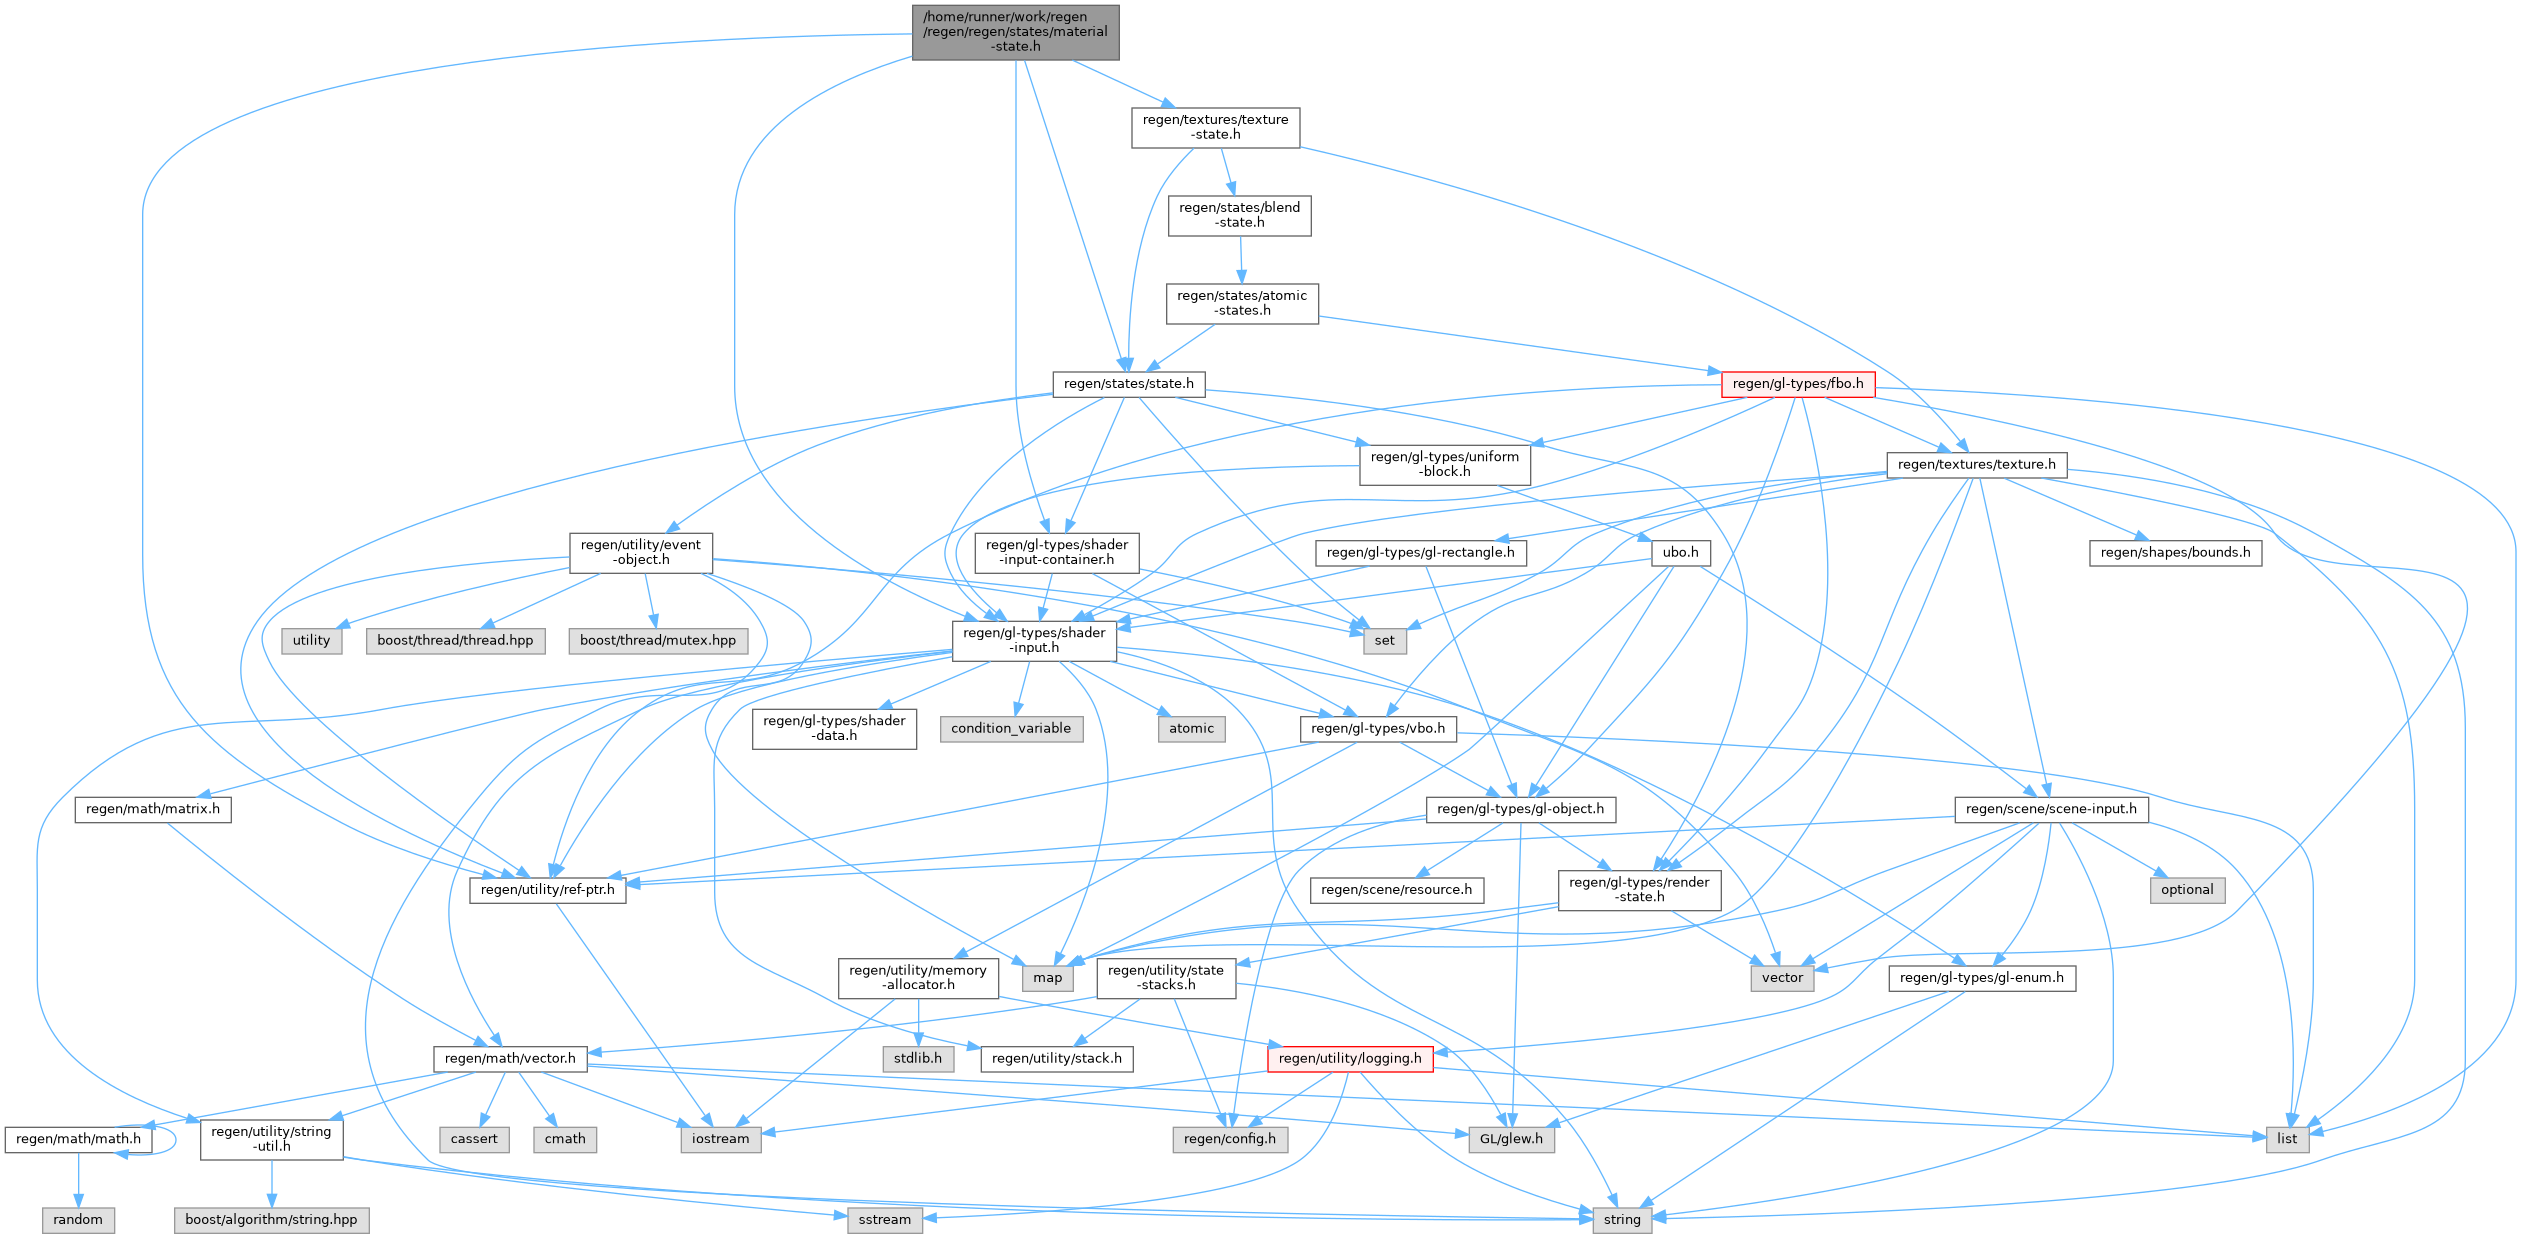 /home/runner/work/regen
/regen/regen/states/material
-state.h
regen/textures/texture
-state.h
regen/states/blend
-state.h
regen/states/atomic
-states.h
regen/states/state.h
regen/gl-types/fbo.h
regen/gl-types/uniform
-block.h
regen/textures/texture.h
regen/utility/event
-object.h
regen/gl-types/shader
-input-container.h
regen/gl-types/gl-rectangle.h
ubo.h
regen/shapes/bounds.h
utility
boost/thread/thread.hpp
boost/thread/mutex.hpp
regen/gl-types/shader
-input.h
set
regen/gl-types/shader
-data.h
condition_variable
atomic
regen/gl-types/vbo.h
regen/math/matrix.h
regen/gl-types/gl-object.h
regen/scene/scene-input.h
regen/utility/ref-ptr.h
regen/scene/resource.h
regen/gl-types/render
-state.h
optional
regen/utility/memory
-allocator.h
map
regen/utility/state
-stacks.h
vector
regen/gl-types/gl-enum.h
regen/math/vector.h
stdlib.h
regen/utility/stack.h
regen/utility/logging.h
regen/math/math.h
regen/utility/string
-util.h
cassert
cmath
iostream
regen/config.h
GL/glew.h
list
random
boost/algorithm/string.hpp
sstream
string